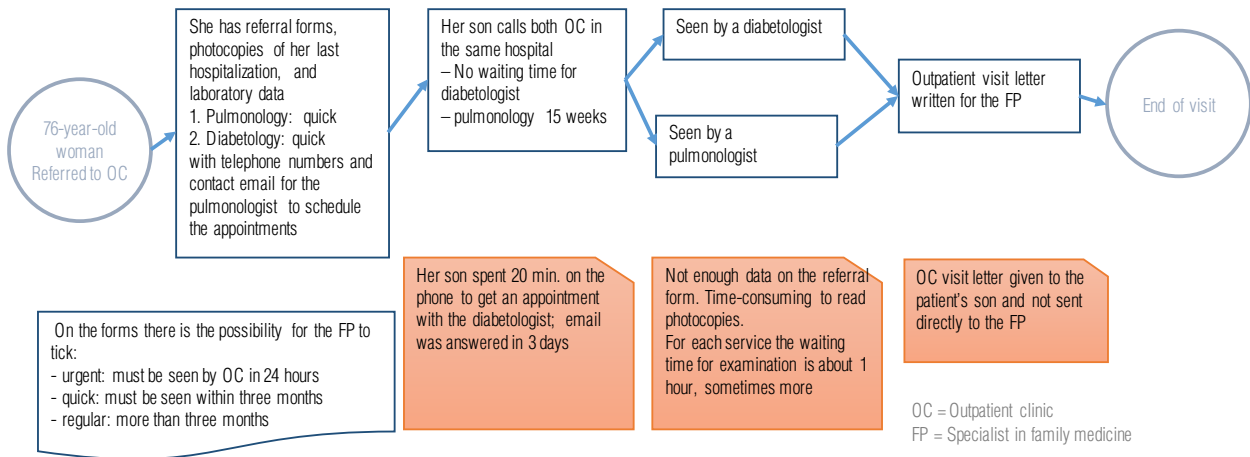 76-year-old
woman
Referred to OC
She has referral forms,
photocopies of her last
hospitalization, and
laboratory data
1. Pulmonology: quick
2. Diabetology: quick
with telephone numbers and
contact email for the
pulmonologist to schedule
the appointments
Her son calls both OC in
the same hospital
– No waiting time for
diabetologist
– pulmonology 15 weeks
Seen by a diabetologist
Seen by a
pulmonologist
Outpatient visit letter
written for the FP
End of visit
On the forms there is the possibility for the FP to
tick:
- urgent: must be seen by OC in 24 hours
- quick: must be seen within three months
- regular: more than three months
Her son spent 20 min. on the
phone to get an appointment
with the diabetologist; email
was answered in 3 days
Not enough data on the referral
form. Time-consuming to read
photocopies.
For each service the waiting
time for examination is about 1
hour, sometimes more
OC visit letter given to the
patient's son and not sent
directly to the FP
OC = Outpatient clinic
FP = Specialist in family medicine